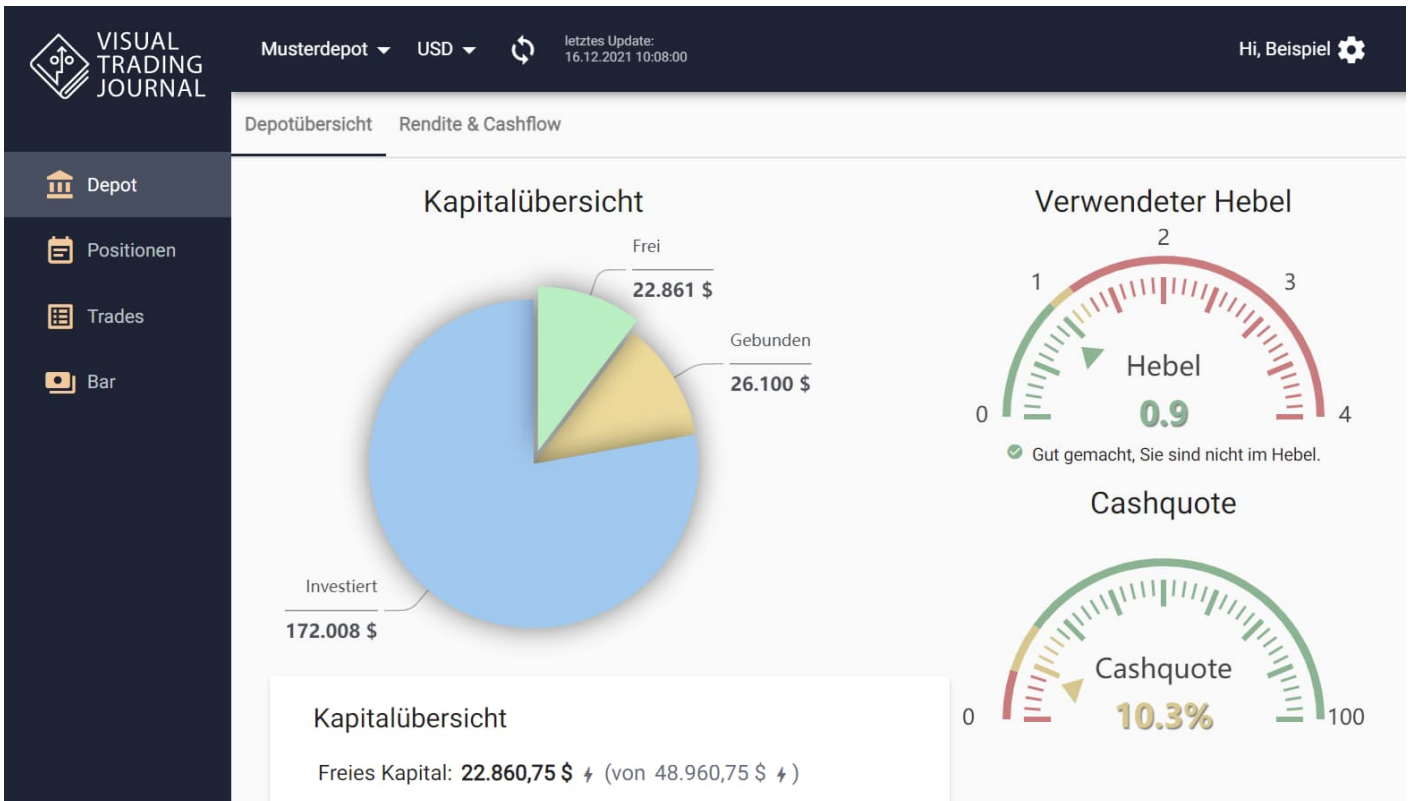 VISUAL
TRADING
JOURNAL
Musterdepot
USD
letztes Update:
16.12.2021 10:08:00
Hi, Beispiel
Depotübersicht
Rendite & Cashflow
Depot
Positionen
Trades
Bar
Kapitalübersicht
Frei
22.861 $
Gebunden
26.100 $
Investiert
172.008 $
Verwendeter Hebel
0
1
2
3
4
Hebel
0.9
Gut gemacht, Sie sind nicht im Hebel.
Cashquote
Cashquote
10.3%
0
100
Kapitalübersicht
Freies Kapital: 22.860,75 $ (von 48.960,75 $ )